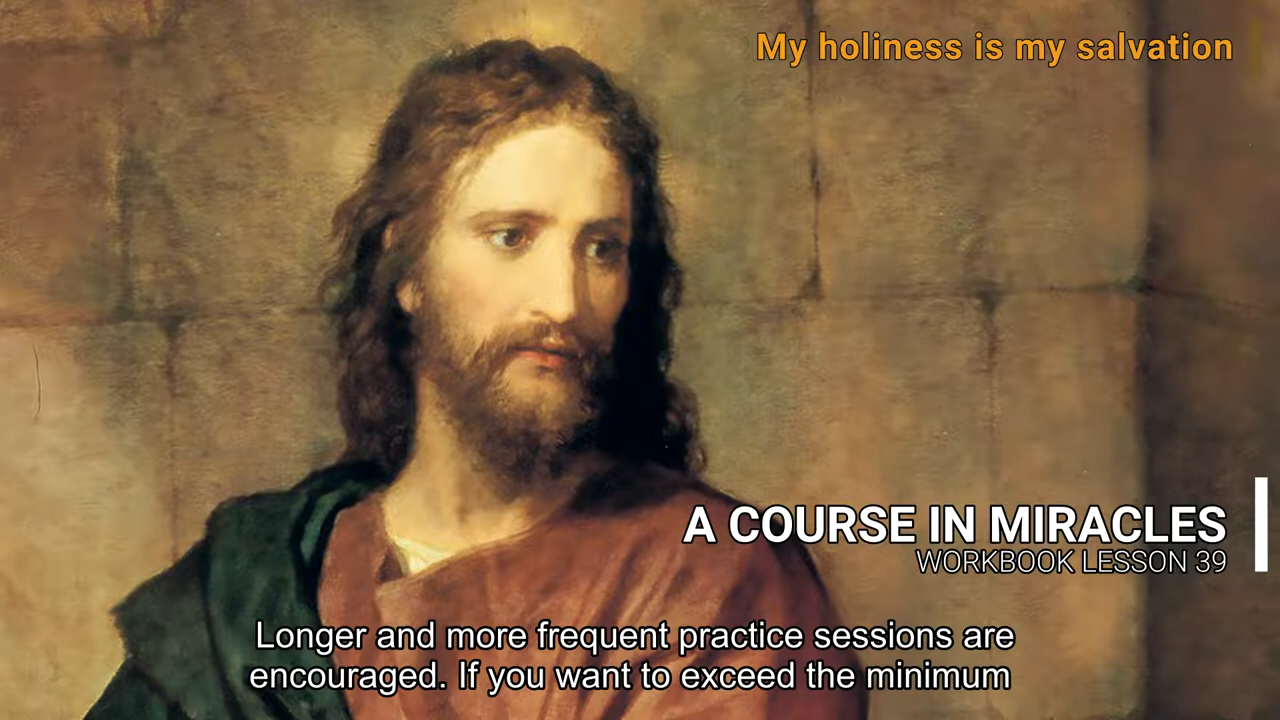 My holiness is my salvation
A COURSE IN MIRACLES
WORKBOOK LESSON 39
Longer and more frequent practice sessions are
encouraged. If you want to exceed the minimum